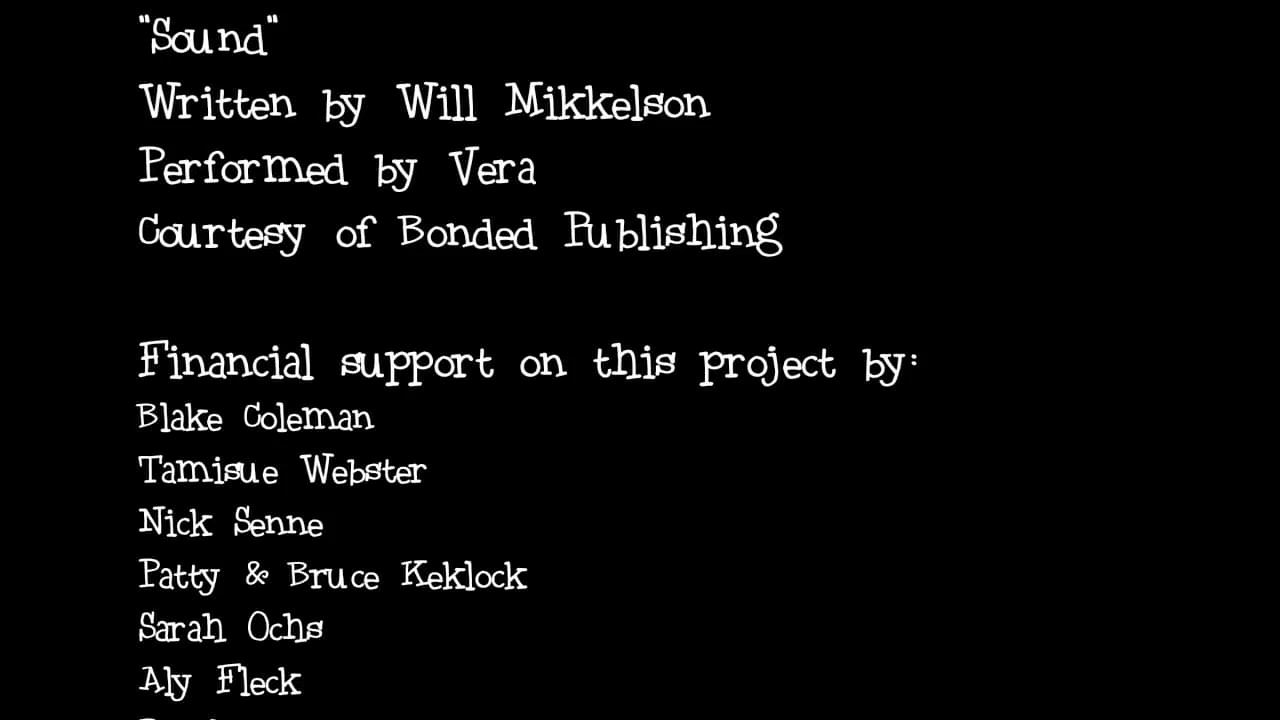 "Sound"
Written by Will Mikkelson
Performed by Vera
Courtesy of Bonded Publishing
Financial support on this project by:
Blake Coleman
Tamisue Webster
Nick Senne
Patty & Bruce Keklock
Sarah Ochs
Aly Fleck